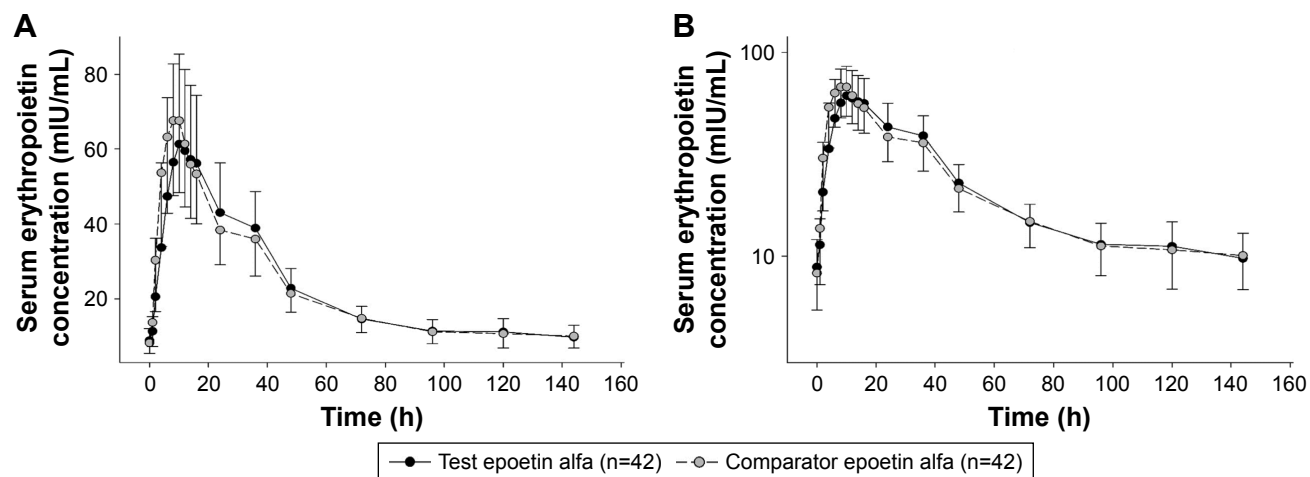 A
Serum erythropoietin
concentration (mIU/mL)
80
60
40
20
0 20 40 60 80 100 120 140 160
Time (h)
B
Serum erythropoietin
concentration (mIU/mL)
100
10
0 20 40 60 80 100 120 140 160
Time (h)
Test epoetin alfa (n=42) Comparator epoetin alfa (n=42)